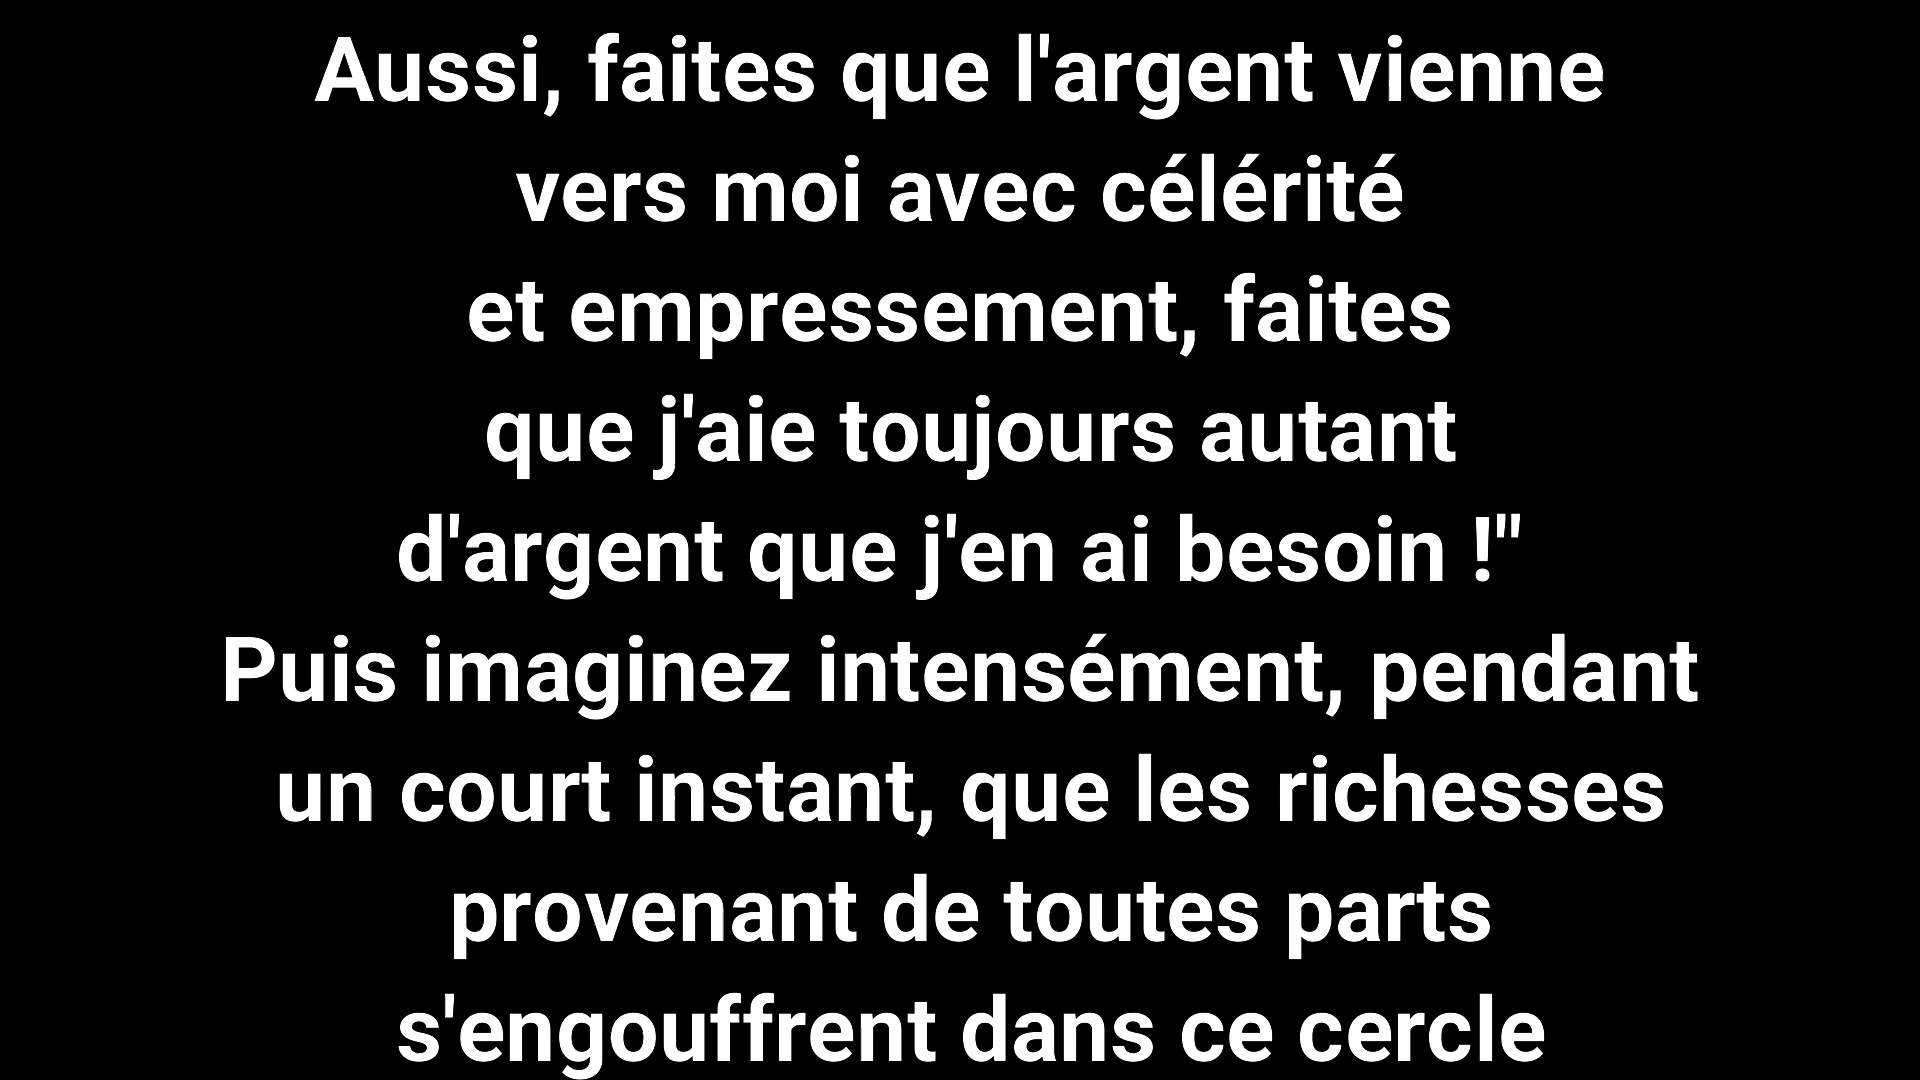 Aussi, faites que l'argent vienne
vers moi avec célérité
et empressement, faites
que j'aie toujours autant
d'argent que j'en ai besoin !"
Puis imaginez intensément, pendant
un court instant, que les richesses
provenant de toutes parts
s'engouffrent dans ce cercle